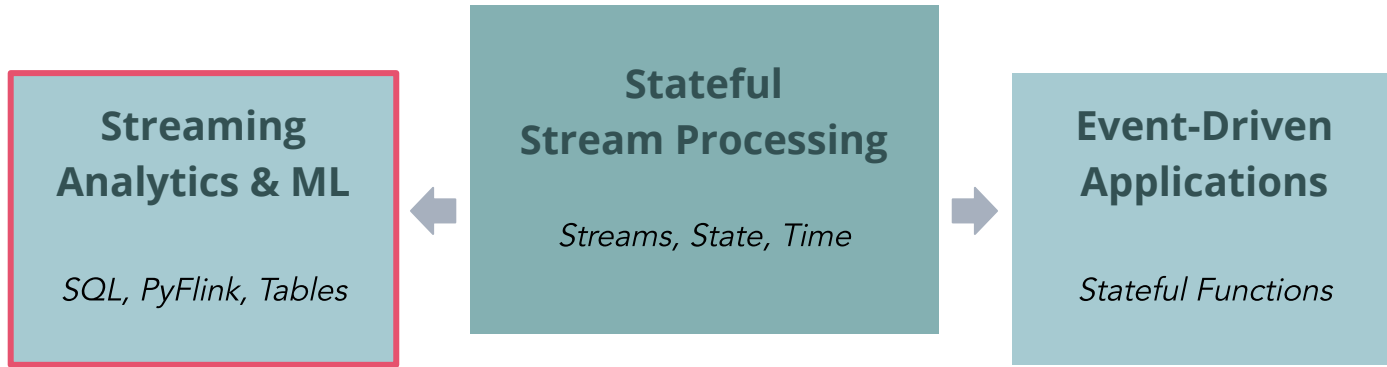 Streaming
Analytics & ML
SQL, PyFlink, Tables
Stateful
Stream Processing
Streams, State, Time
Event-Driven
Applications
Stateful Functions